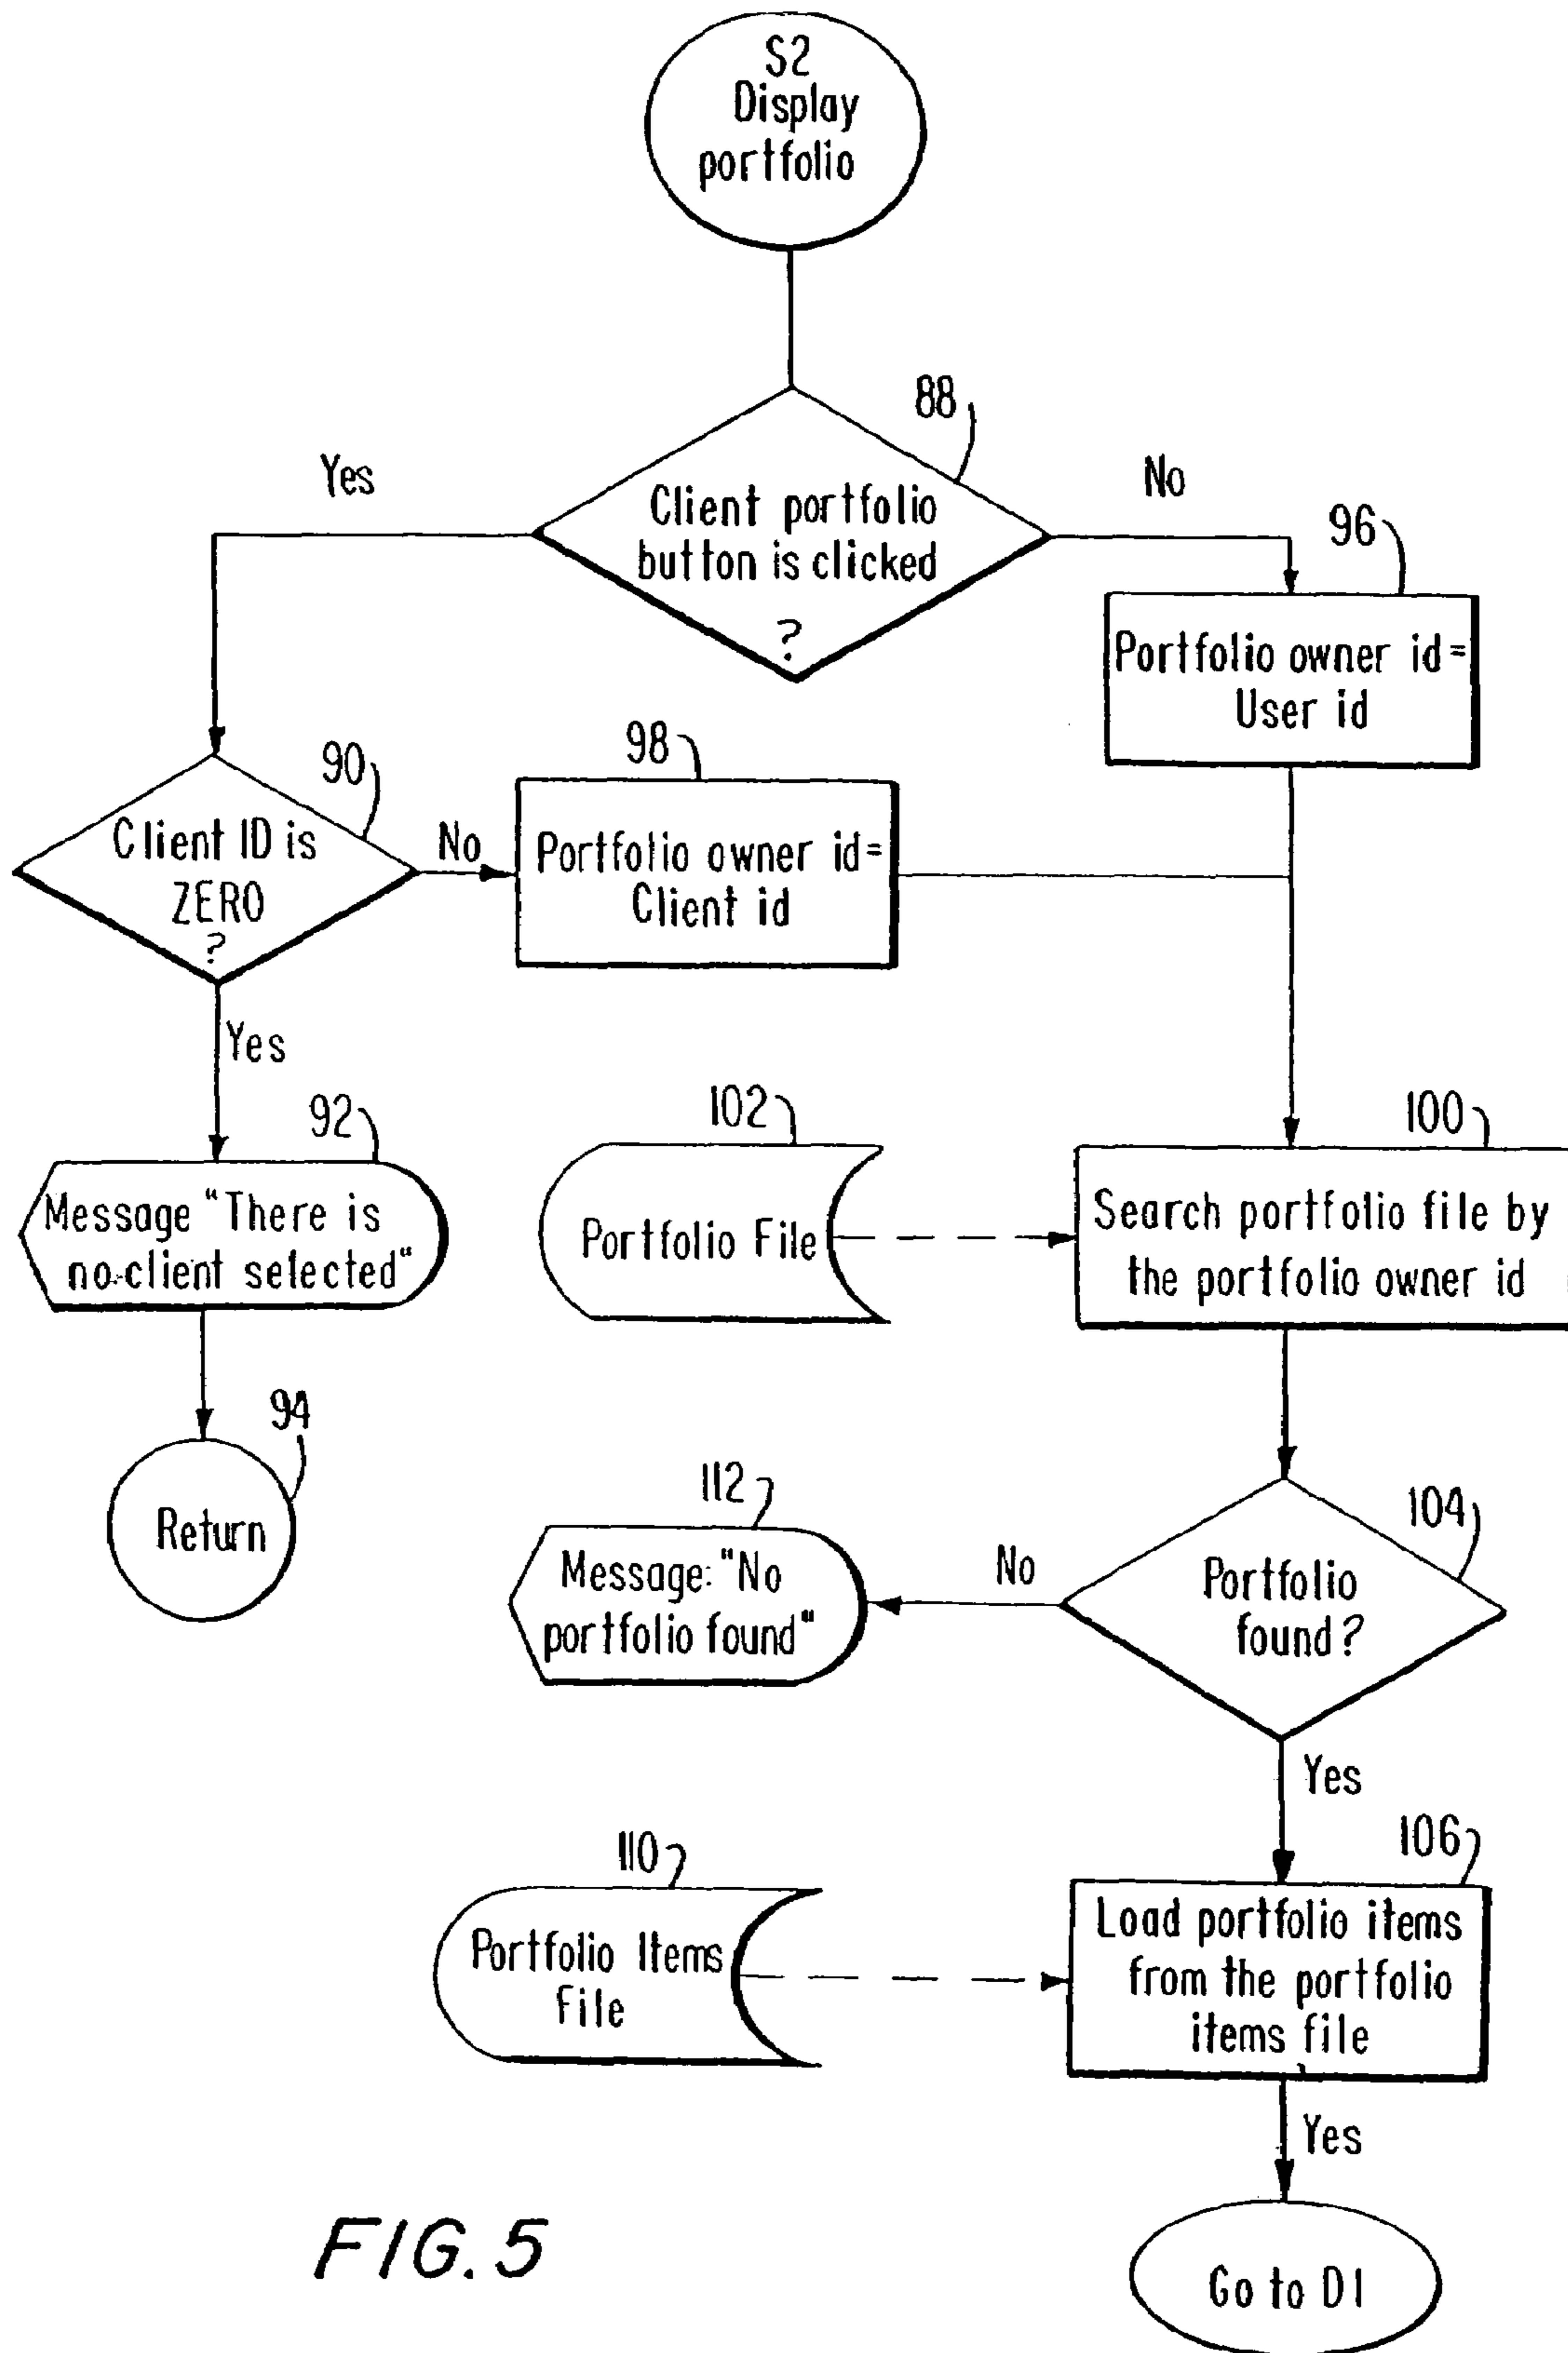 S2
Display
portfolio
88
Yes
No
Client portfolio
button is clicked
?
96
Portfolio owner id=
User id
90
Client ID is
ZERO
?
No
98
Portfolio owner id=
Client id
Yes
92
Message "There is
no client selected"
102
Portfolio File
100
Search portfolio file by
the portfolio owner id
94
Return
112
Message: "No
portfolio found"
No
104
Portfolio
found?
Yes
110
Portfolio Items
File
106
Load portfolio items
from the portfolio
items file
Yes
Go to D1
FIG. 5